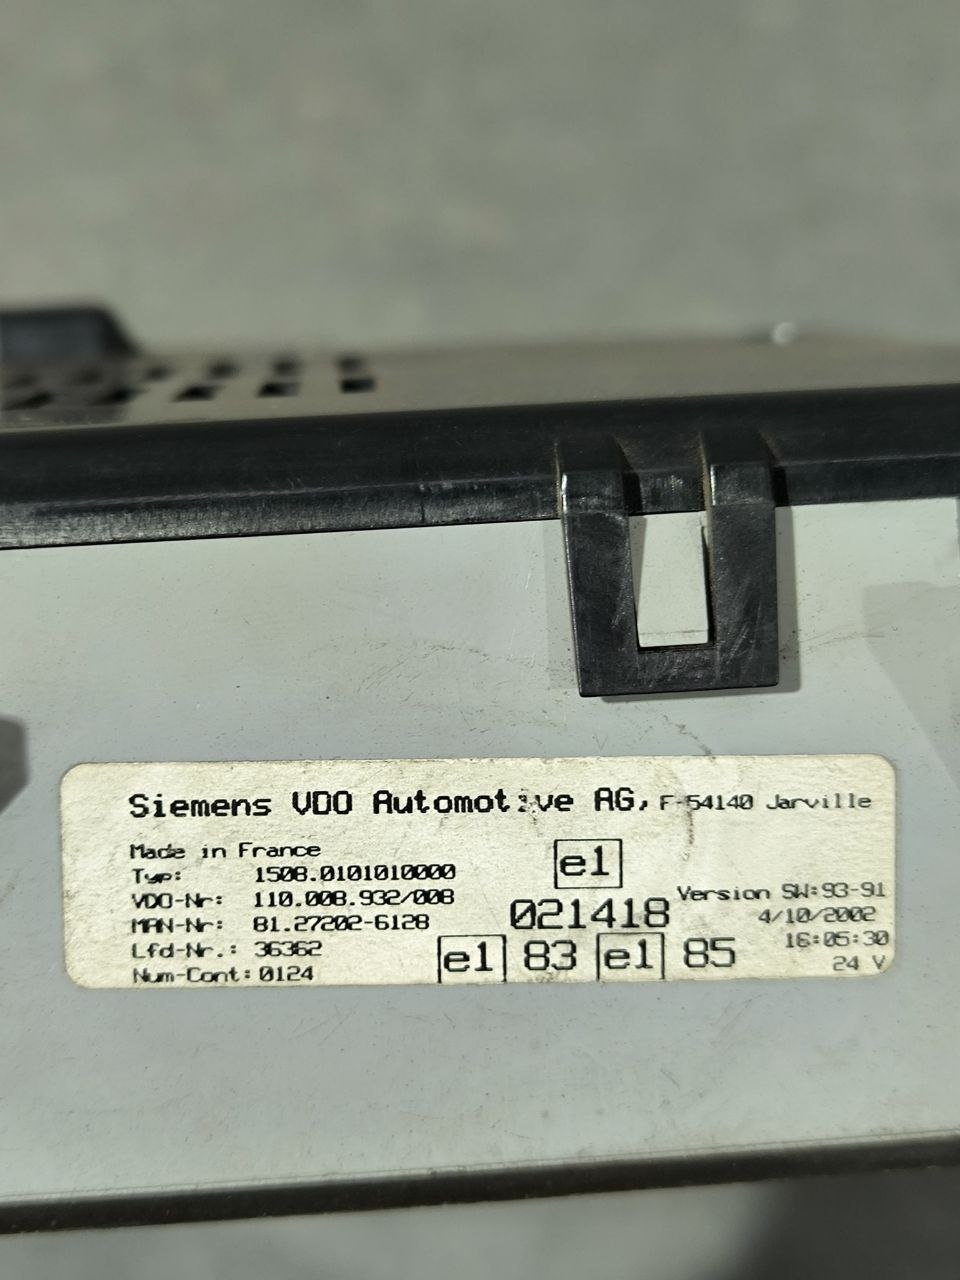 Siemens VDO Automotive AG, F-54140 Jarville
Made in France
Typ: 1508.0101010000
VDO-Nr: 110.008.932/008
MAN-Nr: 81.27202-6128
Lfd-Nr.: 36362
Num-Cont: 0124
e1
021418
e1 83 e1 85
Version SW:93-91
4/10/2002
16:05:30
24 V